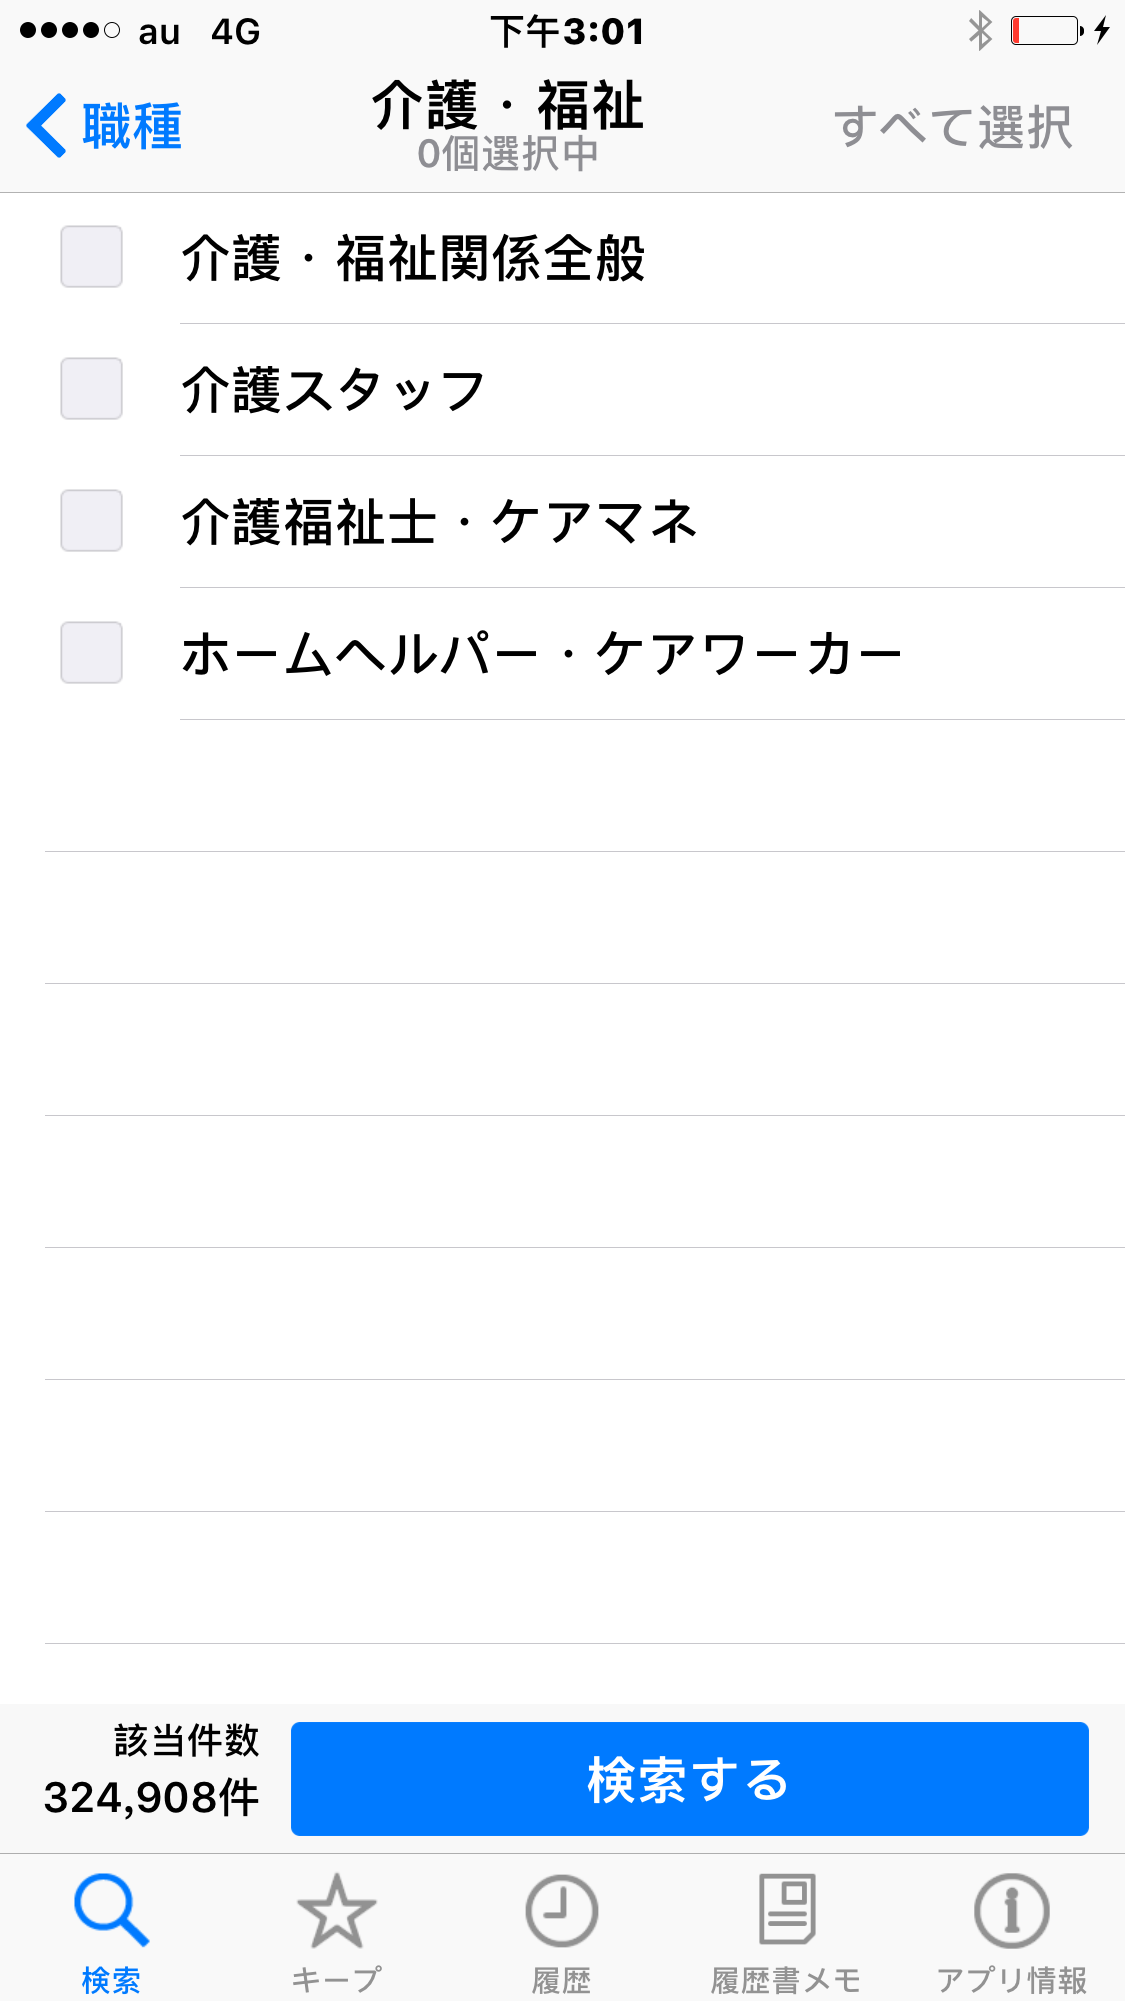 au 4G 下午3:01
職種 介護・福祉 すべて選択
0個選択中
介護・福祉関係全般
介護スタッフ
介護福祉士・ケアマネ
ホームヘルパー・ケアワーカー
該当件数
324,908件
検索する
検索 キープ 履歴 履歴書メモ アプリ情報